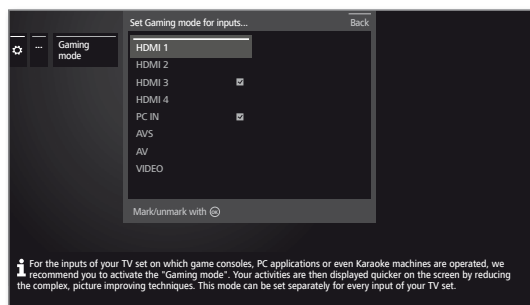 Set Gaming mode for inputs... Back
... Gaming
mode
HDMI 1
HDMI 2
HDMI 3
HDMI 4
PC IN
AVS
AV
VIDEO
Mark/unmark with OK
For the inputs of your TV set on which game consoles, PC applications or even Karaoke machines are operated, we
recommend you to activate the "Gaming mode". Your activities are then displayed quicker on the screen by reducing
the complex, picture improving techniques. This mode can be set separately for every input of your TV set.